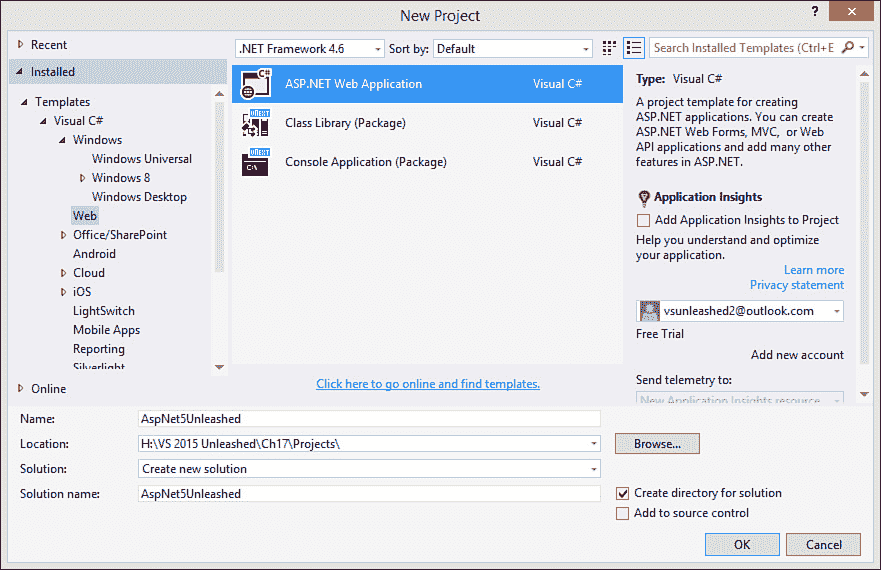 New Project
?
Recent
Installed
Templates
Visual C#
Windows
Windows Universal
Windows 8
Windows Desktop
Web
Office/SharePoint
Android
Cloud
iOS
LightSwitch
Mobile Apps
Reporting
Silverlight
Online
.NET Framework 4.6
Sort by:
Default
Search Installed Templates (Ctrl+E
C#
ASP.NET Web Application
Visual C#
VNEXT
Class Library (Package)
Visual C#
VNEXT
C:\
Console Application (Package)
Visual C#
Click here to go online and find templates.
Type: Visual C#
A project template for creating
ASP.NET applications. You can create
ASP.NET Web Forms, MVC, or Web
API applications and add many other
features in ASP.NET.
Application Insights
Add Application Insights to Project
Help you understand and optimize
your application.
Learn more
Privacy statement
vsunleashed2@outlook.com
Free Trial
Add new account
Send telemetry to:
New Application Insights resource
Name:
AspNet5Unleashed
Location:
H:\VS 2015 Unleashed\Ch17\Projects\
Browse...
Solution:
Create new solution
Solution name:
AspNet5Unleashed
Create directory for solution
Add to source control
OK
Cancel